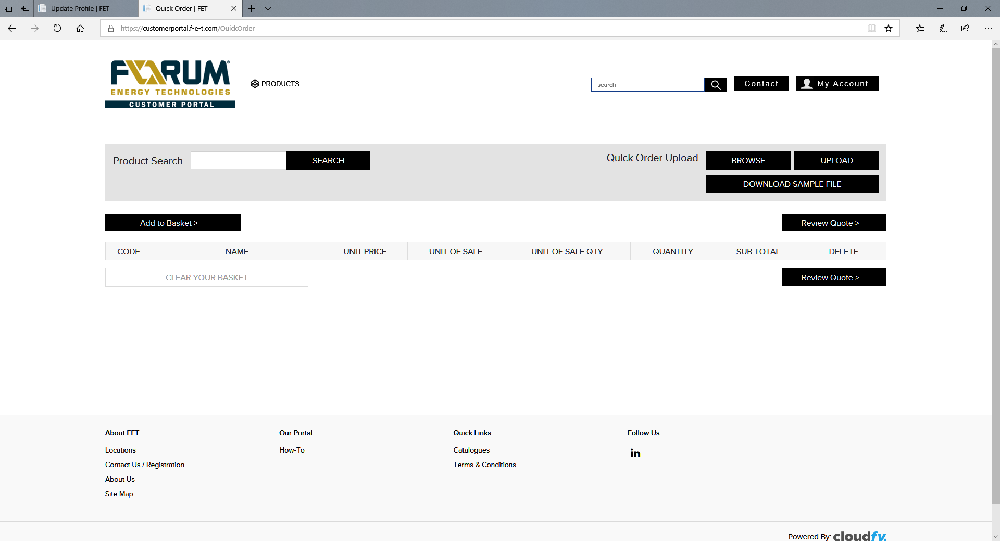 Update Profile | FET
Quick Order | FET
https://customerportal.f-e-t.com/QuickOrder
FORUM®
ENERGY TECHNOLOGIES
CUSTOMER PORTAL
PRODUCTS
search
Contact
My Account
Product Search
SEARCH
Quick Order Upload
BROWSE
UPLOAD
DOWNLOAD SAMPLE FILE
Add to Basket >
Review Quote >
CODE NAME UNIT PRICE UNIT OF SALE UNIT OF SALE QTY QUANTITY SUB TOTAL DELETE
CLEAR YOUR BASKET
Review Quote >
About FET
Locations
Contact Us / Registration
About Us
Site Map
Our Portal
How-To
Quick Links
Catalogues
Terms & Conditions
Follow Us
in
Powered By: cloudfy.